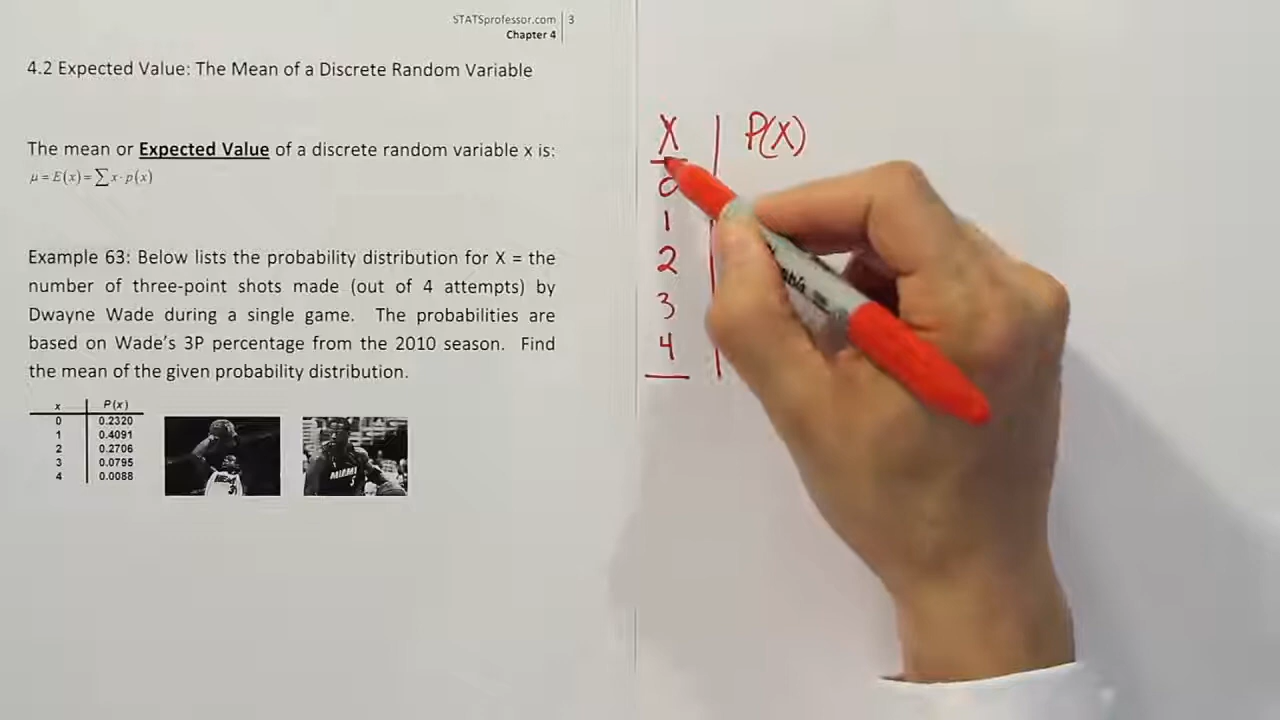 STATSprofessor.com | 3
Chapter 4
4.2 Expected Value: The Mean of a Discrete Random Variable
The mean or Expected Value of a discrete random variable x is:
μ = E(x) = ∑ x · p(x)
Example 63: Below lists the probability distribution for X = the
number of three-point shots made (out of 4 attempts) by
Dwayne Wade during a single game. The probabilities are
based on Wade's 3P percentage from the 2010 season. Find
the mean of the given probability distribution.
x P(x)
0 0.2320
1 0.4091
2 0.2706
3 0.0795
4 0.0088
MIAMI
X P(X)
0
1
2
3
4